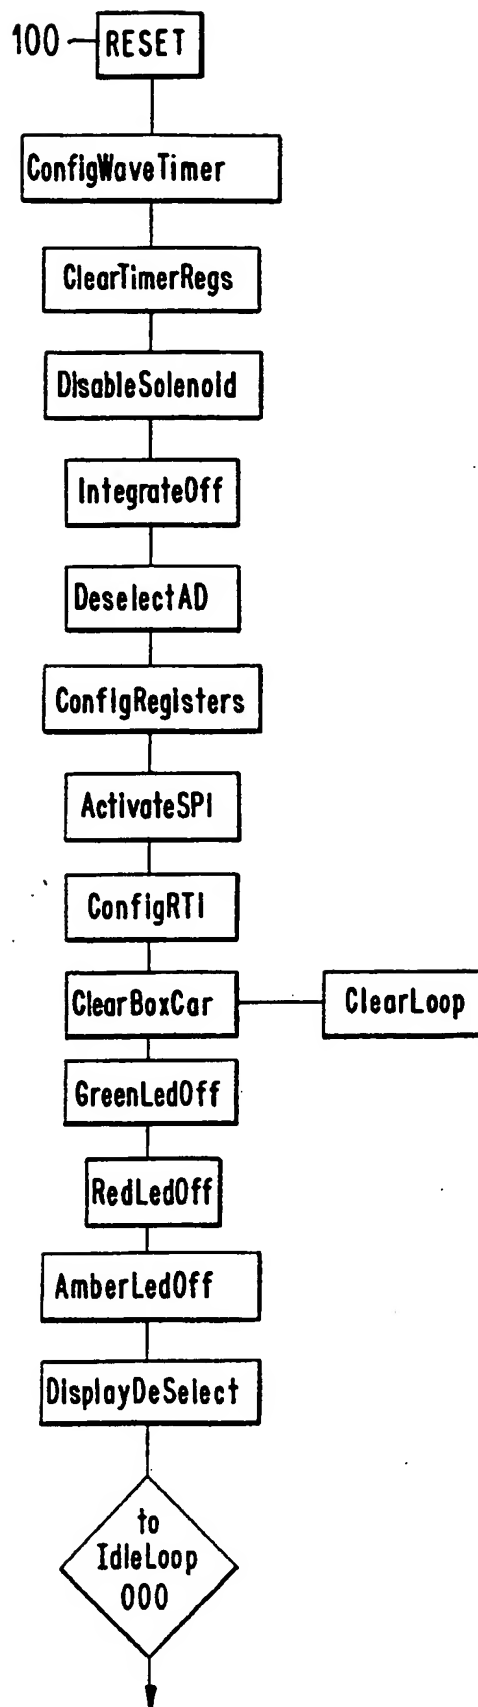 100 RESET
ConfigWaveTimer
ClearTimerRegs
DisableSolenoid
IntegrateOff
DeselectAD
ConfigRegisters
ActivateSPI
ConfigRTI
ClearBoxCar ClearLoop
GreenLedOff
RedLedOff
AmberLedOff
DisplayDeSelect
to
IdleLoop
000